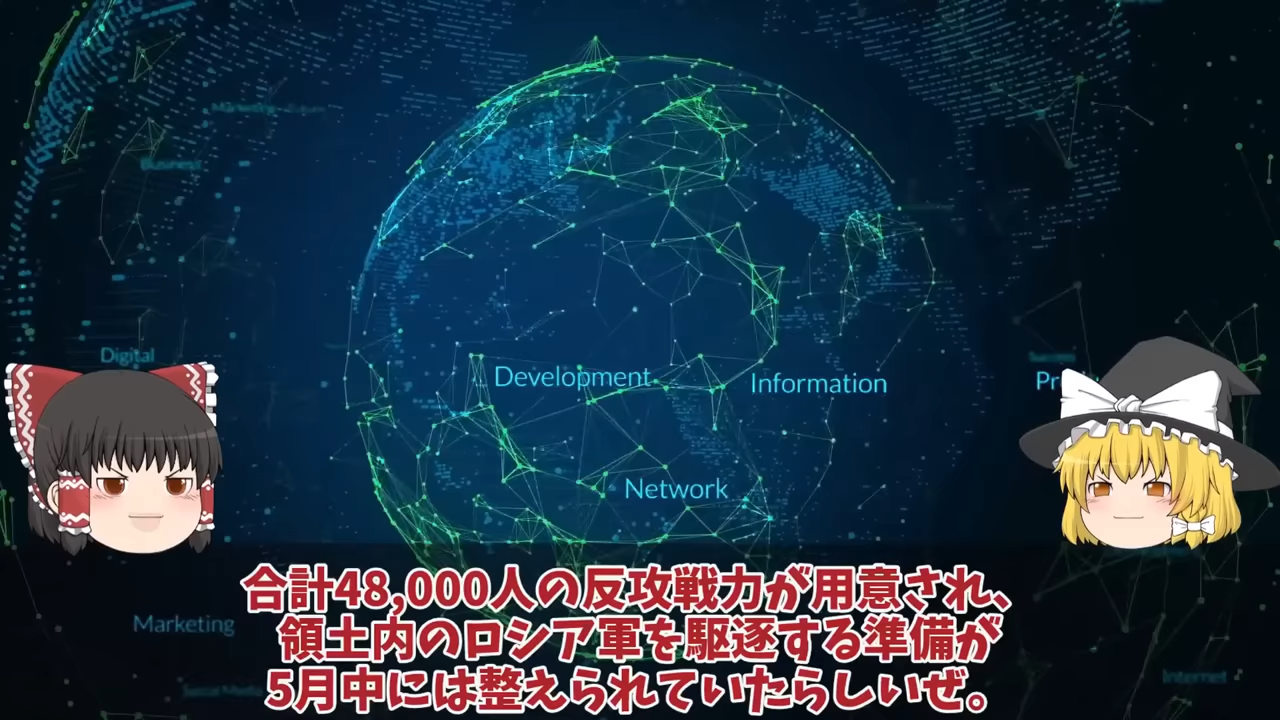 Digital
Development
Information
Network
Marketing
合計48,000人の反攻戦力が用意され、
領土内のロシア軍を駆逐する準備が
5月中には整えられていたらしいぜ。
Internet